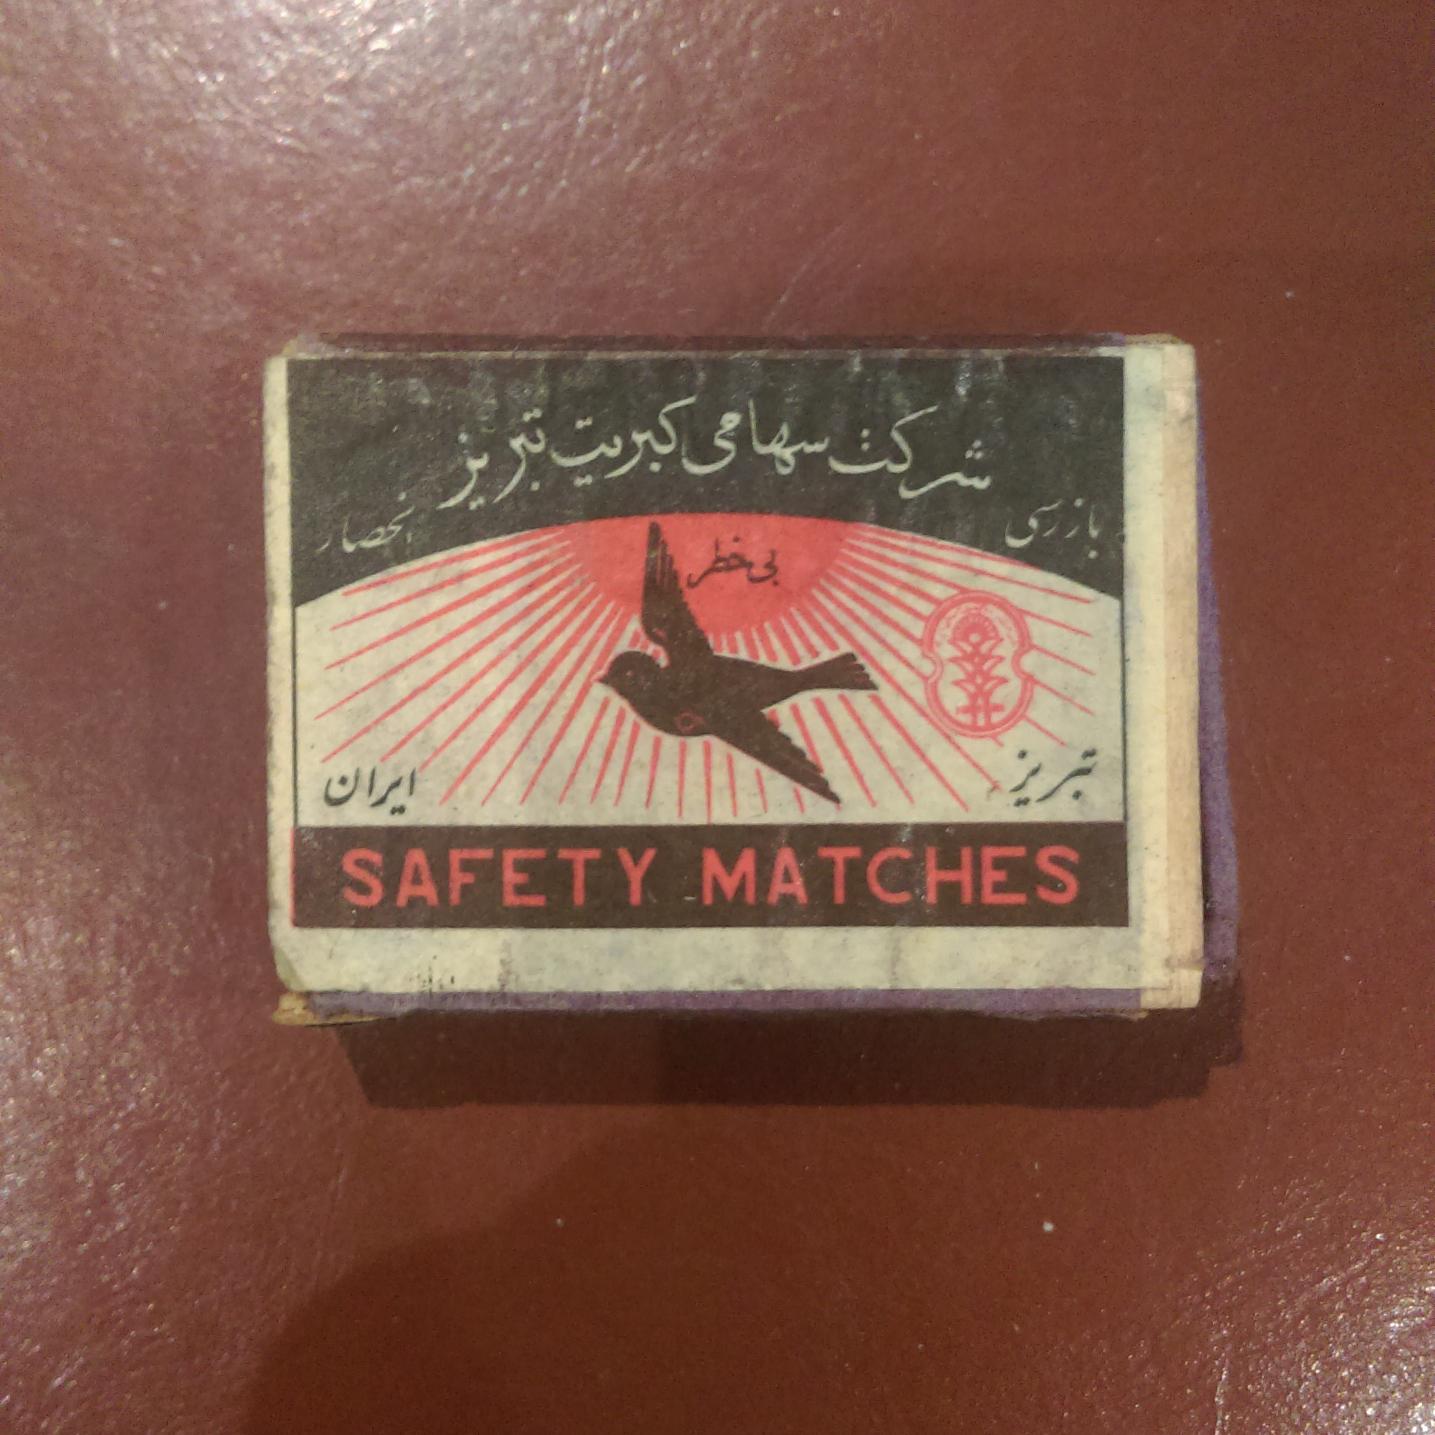 شرکت سهامی کبریت تبریز
بازرسی انحصار
بی خطر
تبریز ایران
SAFETY MATCHES